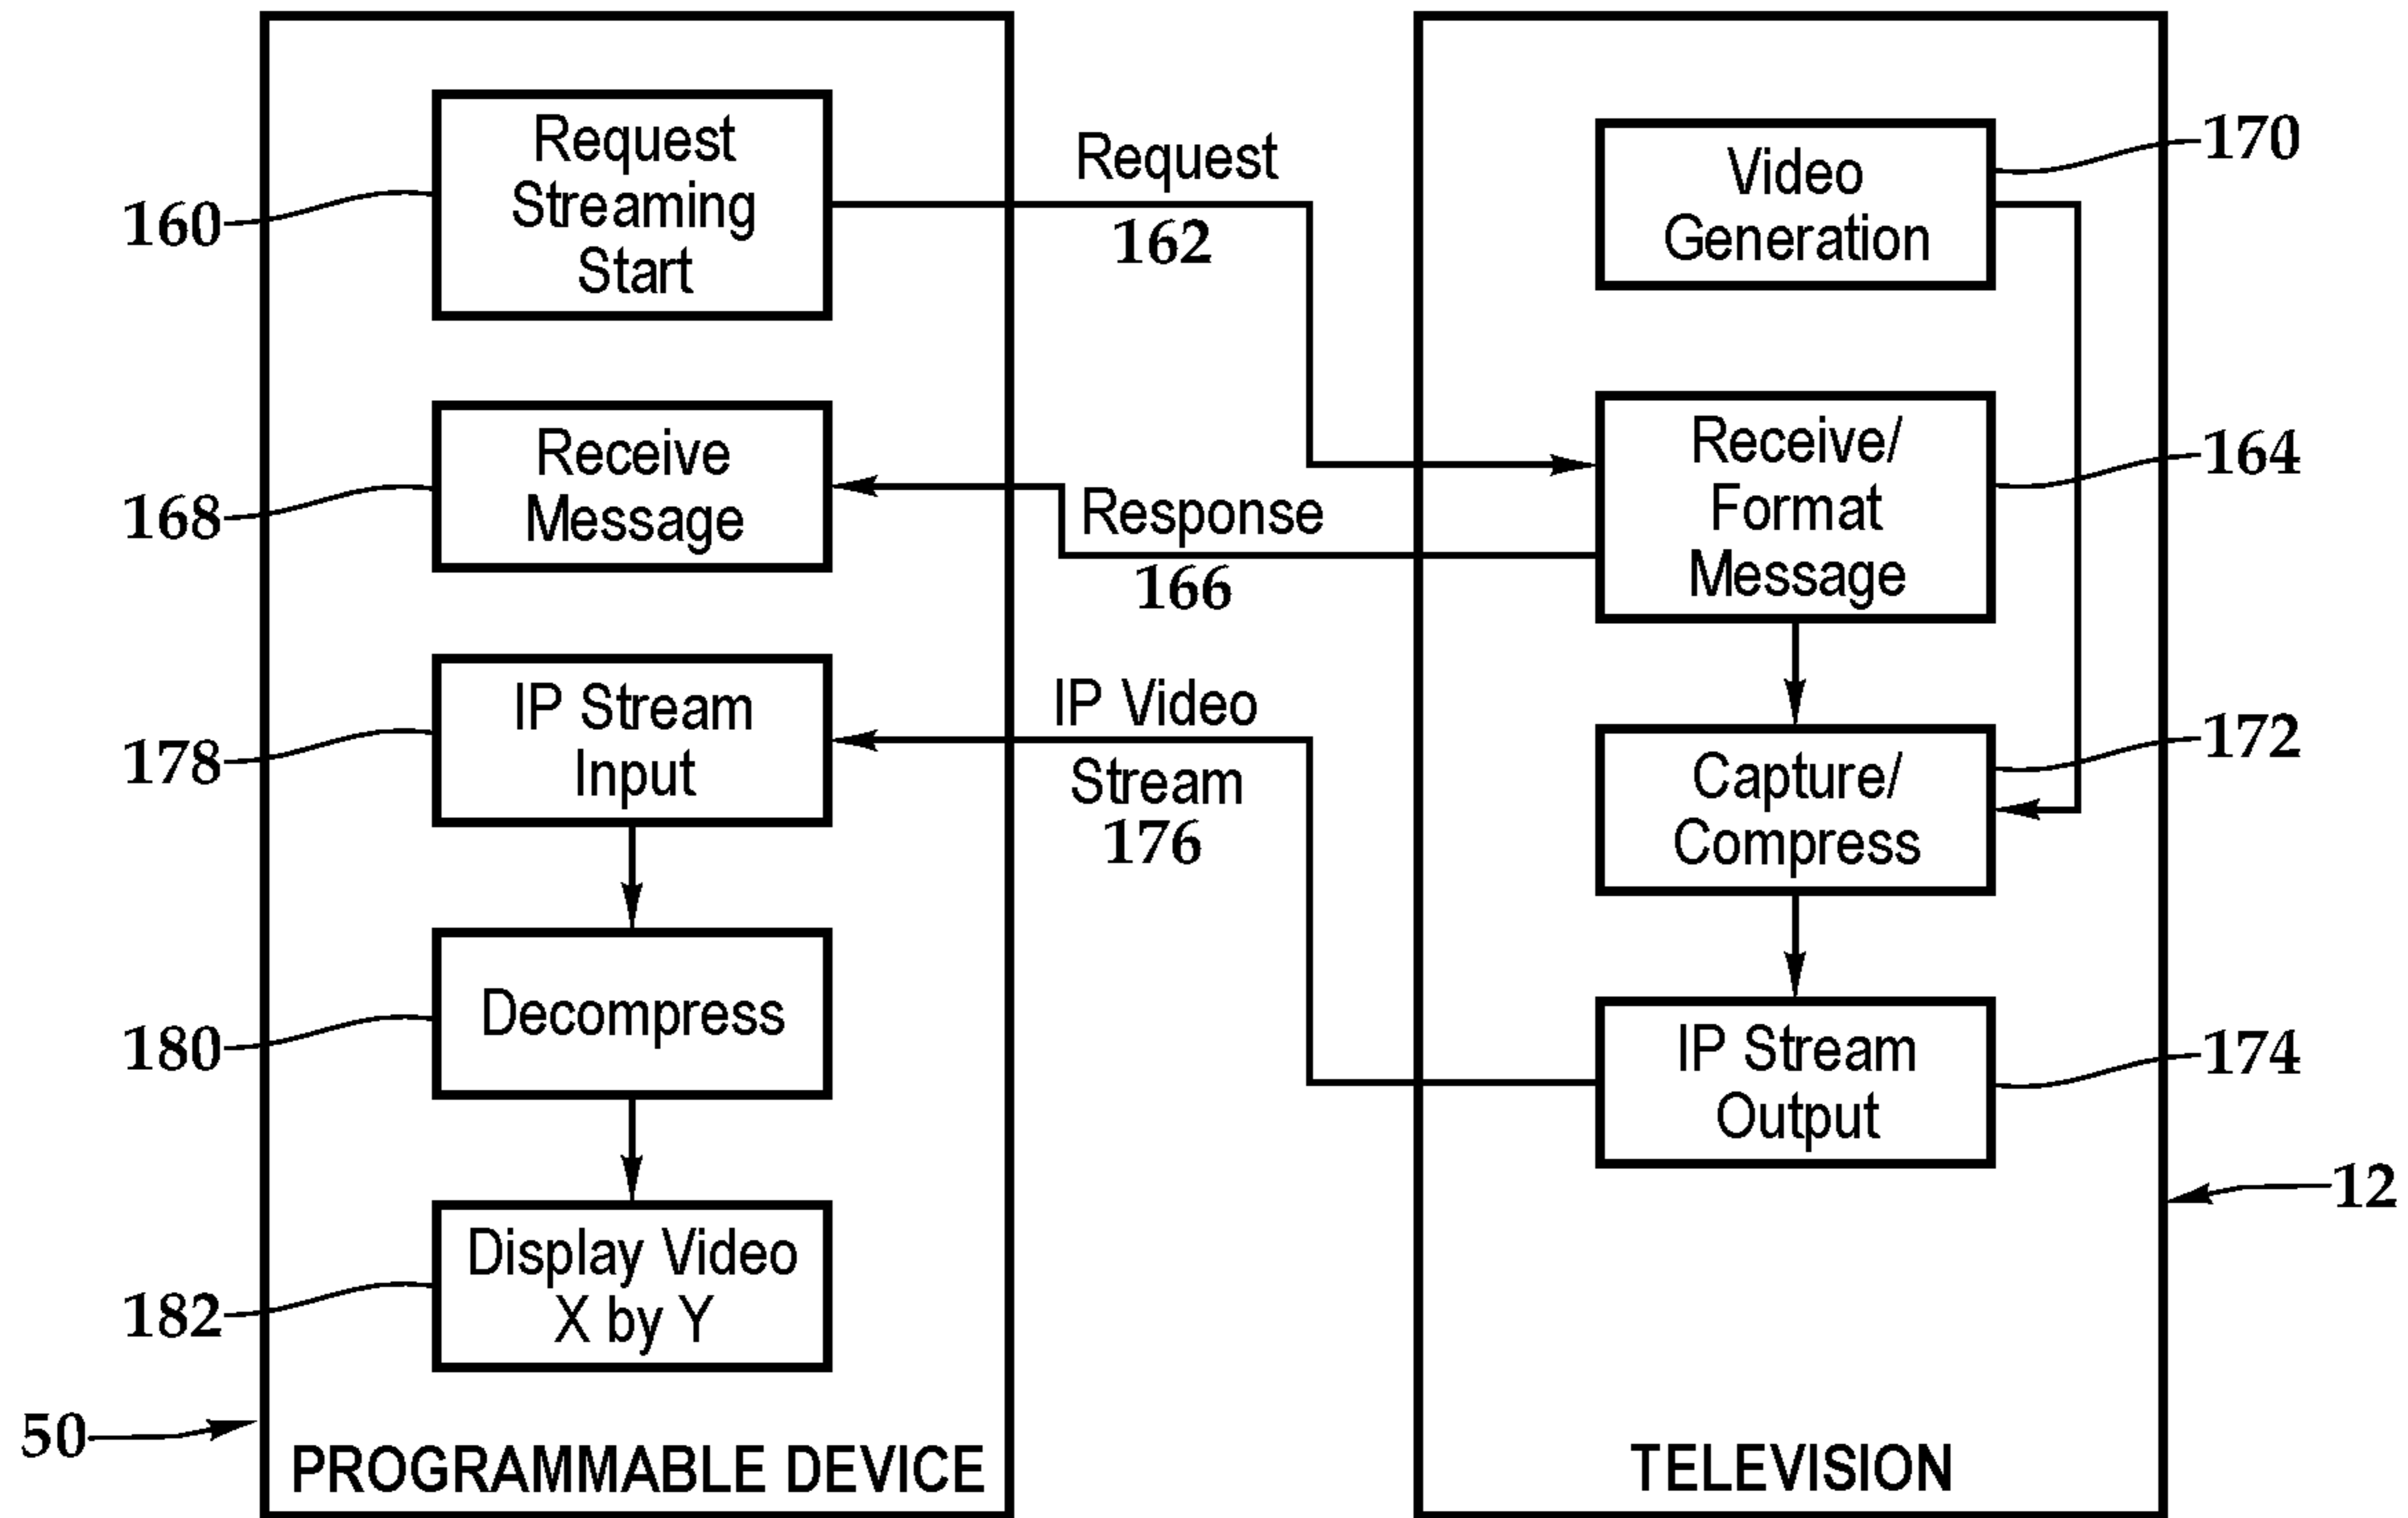 160
Request
Streaming
Start
Request
162
Video
Generation
170
168
Receive
Message
Response
166
Receive/
Format
Message
164
178
IP Stream
Input
IP Video
Stream
176
Capture/
Compress
172
180
Decompress
IP Stream
Output
174
182
Display Video
X by Y
12
50
PROGRAMMABLE DEVICE
TELEVISION